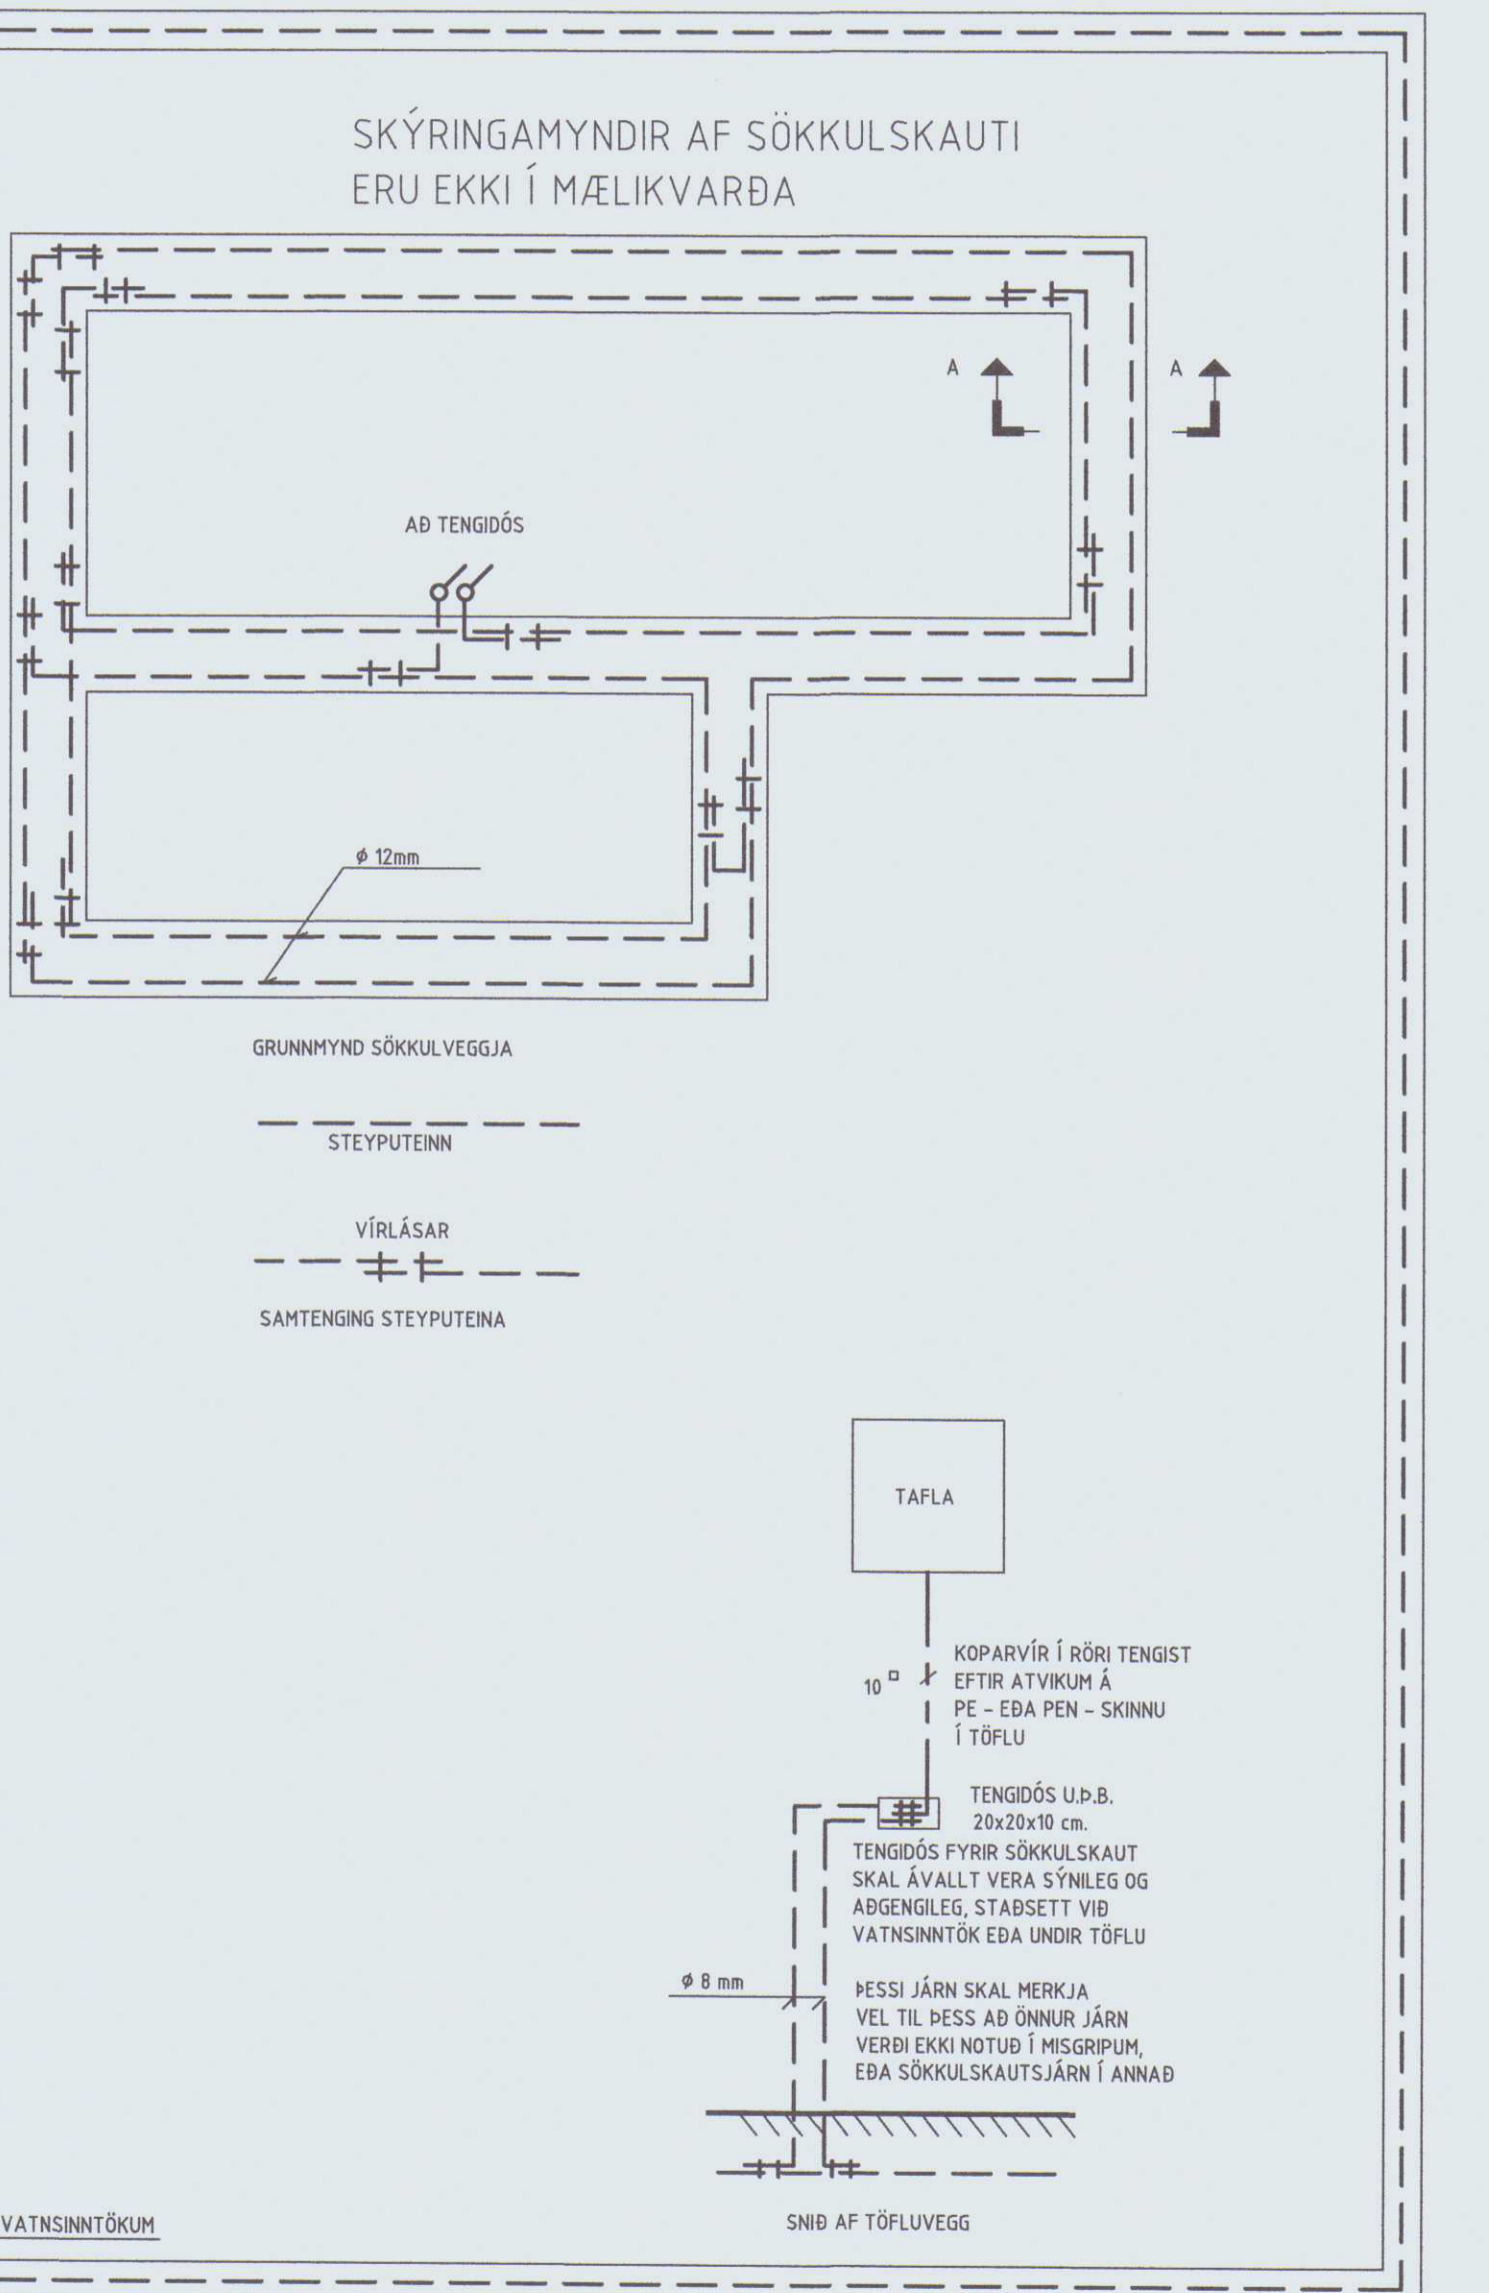 SKÝRINGAMYNDIR AF SÖKKULSKAUTI
ERU EKKI Í MÆLIKVARÐA
A
A
AÐ TENGIDÓS
ϕ 12mm
GRUNNMYND SÖKKULVEGGJA
STEYPUTEINN
VÍRLÁSAR
SAMTENGING STEYPUTEINA
TAFLA
10 □
KOPARVÍR Í RÖRI TENGIST
EFTIR ATVIKUM Á
PE - EÐA PEN - SKINNU
Í TÖFLU
TENGIDÓS U.Þ.B.
20x20x10 cm.
TENGIDÓS FYRIR SÖKKULSKAUT
SKAL ÁVALLT VERA SÝNILEG OG
AÐGENGILEG, STAÐSETT VIÐ
VATNSINNTÖK EÐA UNDIR TÖFLU
ϕ 8 mm
ÞESSI JÁRN SKAL MERKJA
VEL TIL ÞESS AÐ ÖNNUR JÁRN
VERÐI EKKI NOTUÐ Í MISGRIPUM,
EÐA SÖKKULSKAUTSJÁRN Í ANNAÐ
VATNSINNTÖKUM
SNIÐ AF TÖFLUVEGG